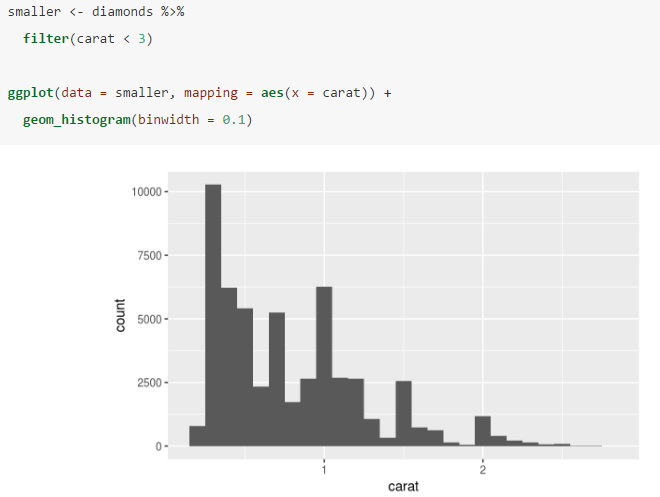 smaller <- diamonds %>%
  filter(carat < 3)
ggplot(data = smaller, mapping = aes(x = carat)) +
  geom_histogram(binwidth = 0.1)
10000
7500
5000
2500
0
count
1
2
carat